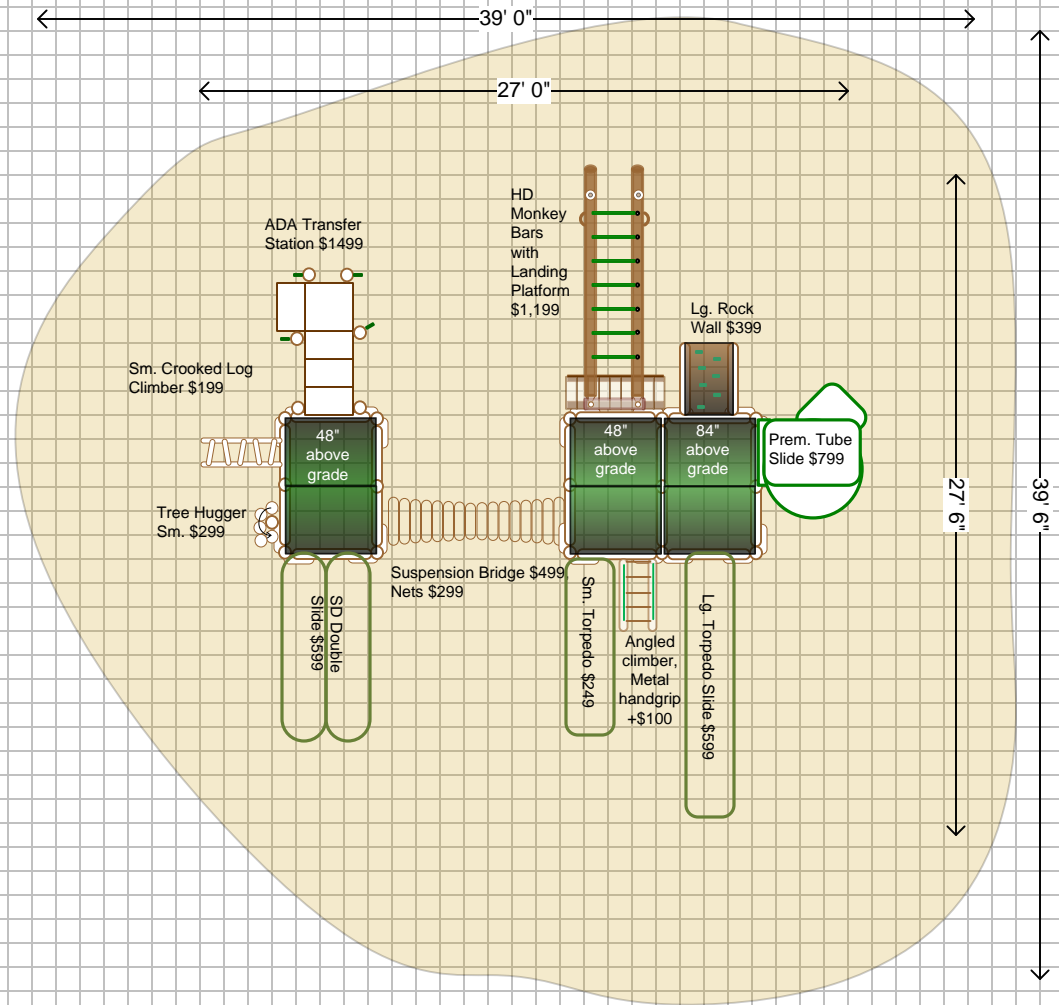 39' 0"
27' 0"
HD
Monkey
Bars
with
Landing
Platform
$1,199
ADA Transfer
Station $1499
Lg. Rock
Wall $399
Sm. Crooked Log
Climber $199
48"
above
grade
48"
above
grade
84"
above
grade
Prem. Tube
Slide $799
27' 6"
39' 6"
Tree Hugger
Sm. $299
Suspension Bridge $499,
Nets $299
SD Double
Slide $599
Sm. Torpedo $249
Angled
climber,
Metal
handgrip
+$100
Lg. Torpedo Slide $599